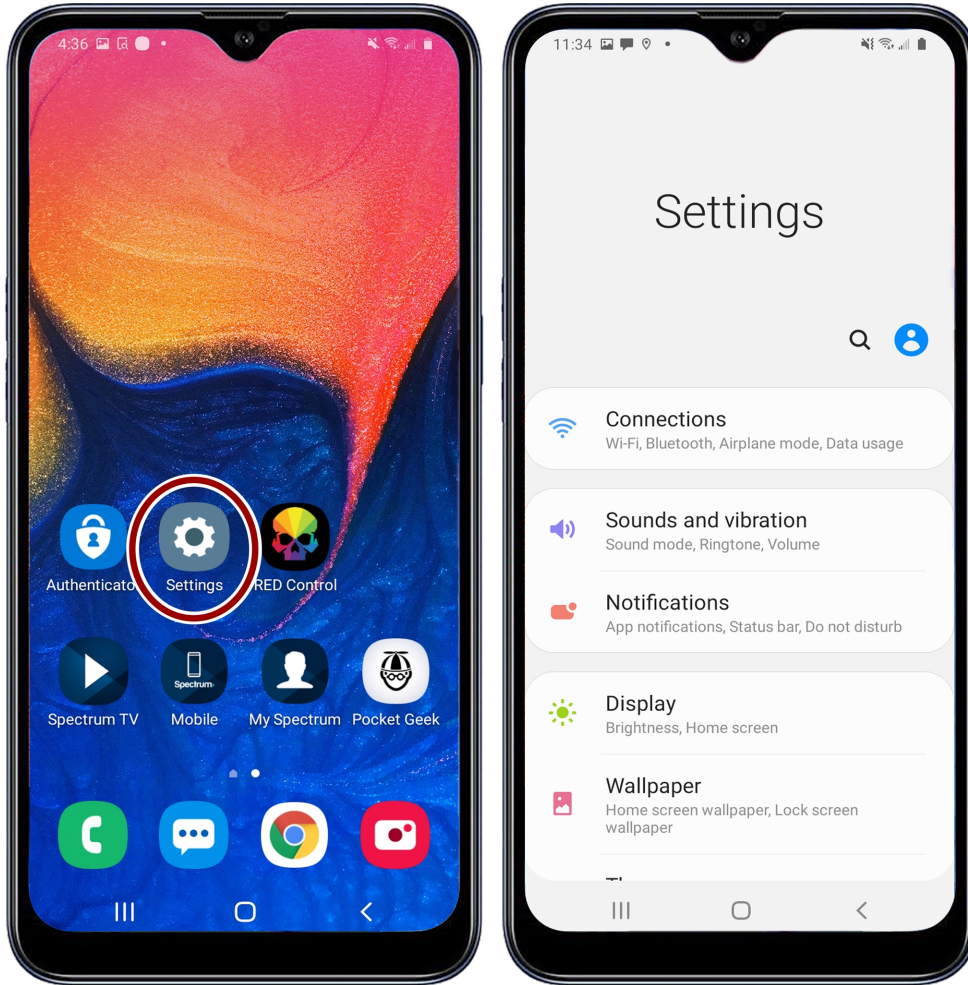 4:36
Authenticato
Settings
RED Control
Spectrum
Spectrum TV
Mobile
My Spectrum
Pocket Geek
11:34
Settings
Connections
Wi-Fi, Bluetooth, Airplane mode, Data usage
Sounds and vibration
Sound mode, Ringtone, Volume
Notifications
App notifications, Status bar, Do not disturb
Display
Brightness, Home screen
Wallpaper
Home screen wallpaper, Lock screen
wallpaper